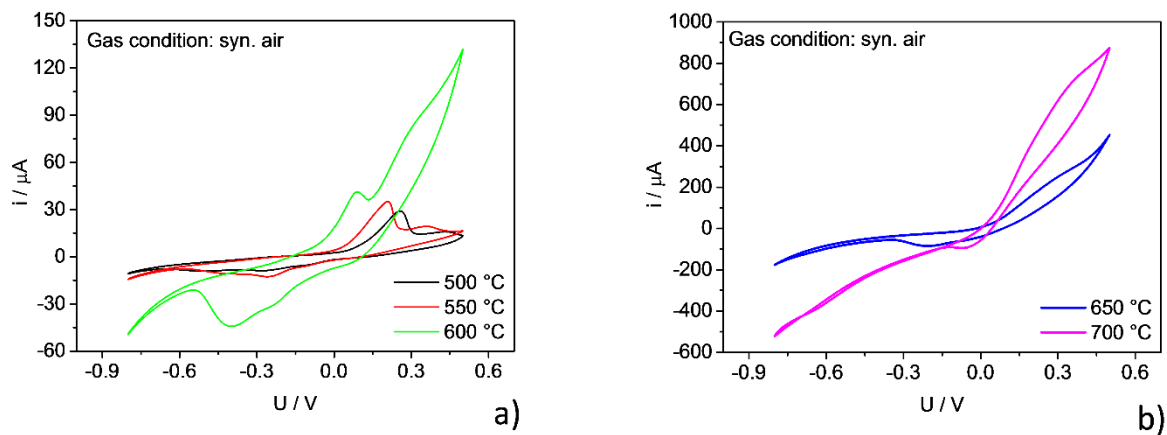 Gas condition: syn. air
150
120
90
60
30
0
-30
-60
i / µA
-0.9
-0.6
-0.3
0.0
0.3
0.6
U / V
500 °C
550 °C
600 °C
a)
Gas condition: syn. air
1000
800
600
400
200
0
-200
-400
-600
i / µA
-0.9
-0.6
-0.3
0.0
0.3
0.6
U / V
650 °C
700 °C
b)